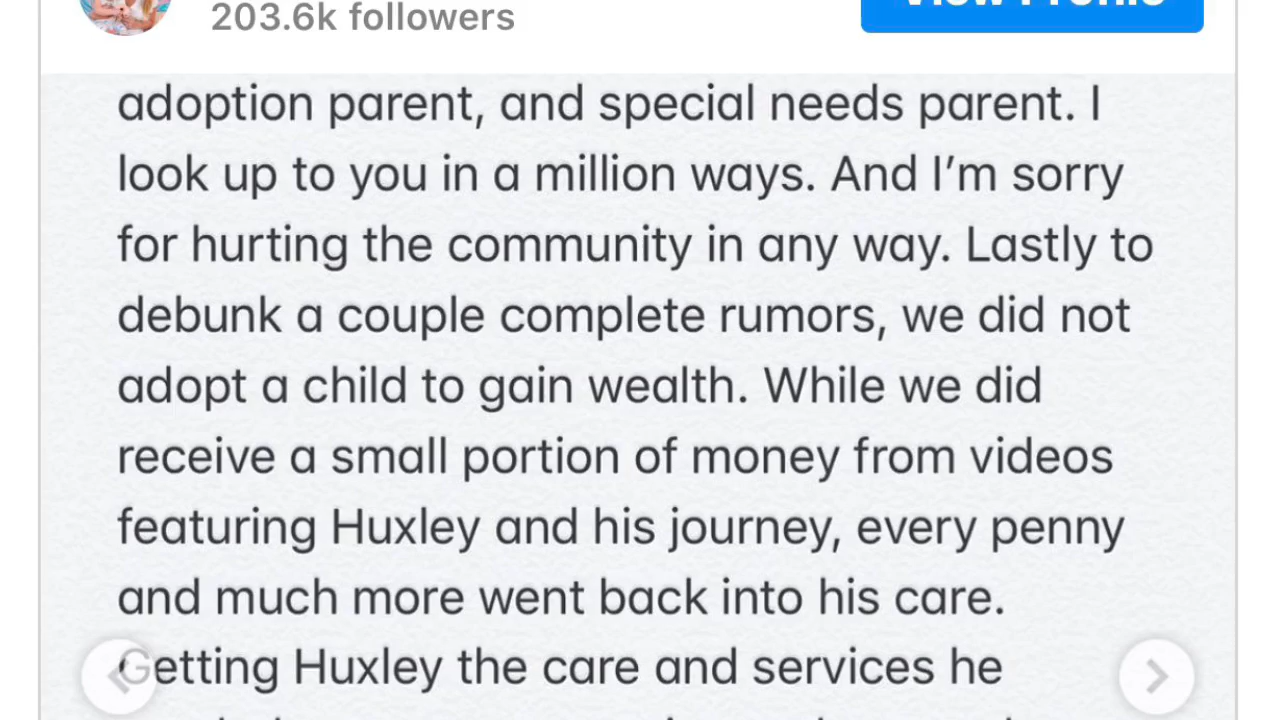 203.6k followers
View Profile
adoption parent, and special needs parent. I
look up to you in a million ways. And I’m sorry
for hurting the community in any way. Lastly to
debunk a couple complete rumors, we did not
adopt a child to gain wealth. While we did
receive a small portion of money from videos
featuring Huxley and his journey, every penny
and much more went back into his care.
Getting Huxley the care and services he